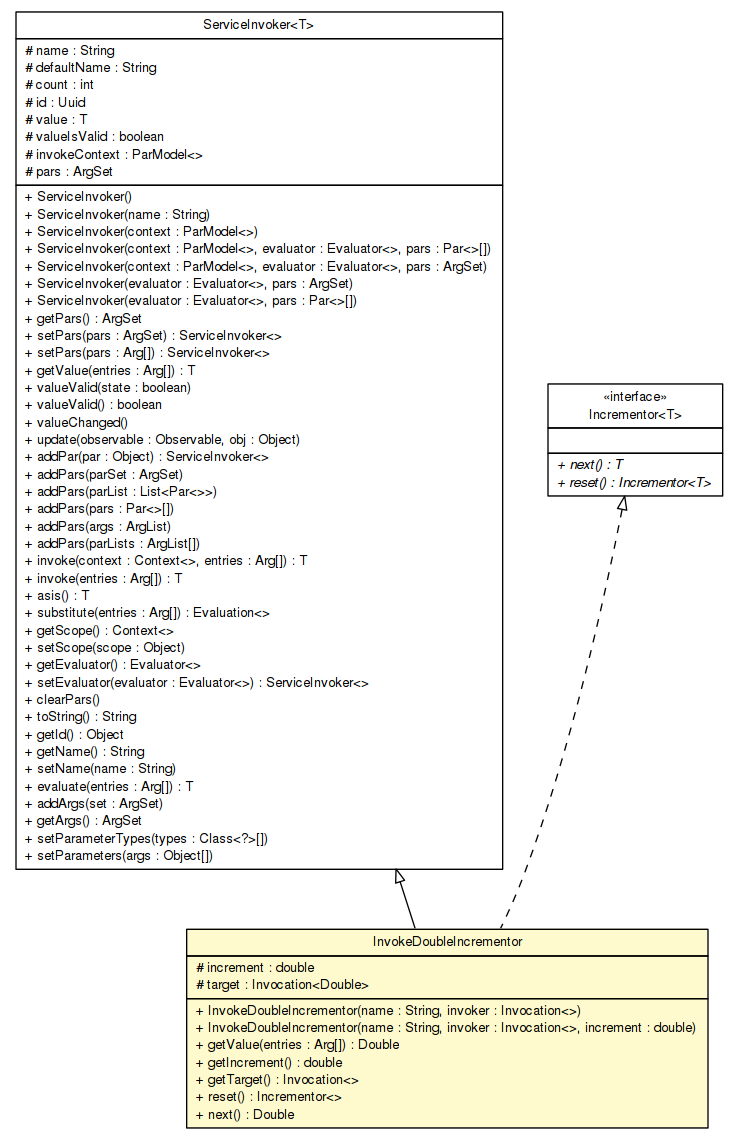 ServiceInvoker<T>
# name : String
# defaultName : String
# count : int
# id : Uuid
# value : T
# valueIsValid : boolean
# invokeContext : ParModel<>
# pars : ArgSet
+ ServiceInvoker()
+ ServiceInvoker(name : String)
+ ServiceInvoker(context : ParModel<>)
+ ServiceInvoker(context : ParModel<>, evaluator : Evaluator<>, pars : Par<>[])
+ ServiceInvoker(context : ParModel<>, evaluator : Evaluator<>, pars : ArgSet)
+ ServiceInvoker(evaluator : Evaluator<>, pars : ArgSet)
+ ServiceInvoker(evaluator : Evaluator<>, pars : Par<>[])
+ getPars() : ArgSet
+ setPars(pars : ArgSet) : ServiceInvoker<>
+ setPars(pars : Arg[]) : ServiceInvoker<>
+ getValue(entries : Arg[]) : T
+ valueValid(state : boolean)
+ valueValid() : boolean
+ valueChanged()
+ update(observable : Observable, obj : Object)
+ addPar(par : Object) : ServiceInvoker<>
+ addPars(parSet : ArgSet)
+ addPars(parList : List<Par<>>)
+ addPars(pars : Par<>[])
+ addPars(args : ArgList)
+ addPars(parLists : ArgList[])
+ invoke(context : Context<>, entries : Arg[]) : T
+ invoke(entries : Arg[]) : T
+ asis() : T
+ substitute(entries : Arg[]) : Evaluation<>
+ getScope() : Context<>
+ setScope(scope : Object)
+ getEvaluator() : Evaluator<>
+ setEvaluator(evaluator : Evaluator<>) : ServiceInvoker<>
+ clearPars()
+ toString() : String
+ getId() : Object
+ getName() : String
+ setName(name : String)
+ evaluate(entries : Arg[]) : T
+ addArgs(set : ArgSet)
+ getArgs() : ArgSet
+ setParameterTypes(types : Class<?>[])
+ setParameters(args : Object[])
«interface»
Incrementor<T>
+ next() : T
+ reset() : Incrementor<T>
InvokeDoubleIncrementor
# increment : double
# target : Invocation<Double>
+ InvokeDoubleIncrementor(name : String, invoker : Invocation<>)
+ InvokeDoubleIncrementor(name : String, invoker : Invocation<>, increment : double)
+ getValue(entries : Arg[]) : Double
+ getIncrement() : double
+ getTarget() : Invocation<>
+ reset() : Incrementor<>
+ next() : Double